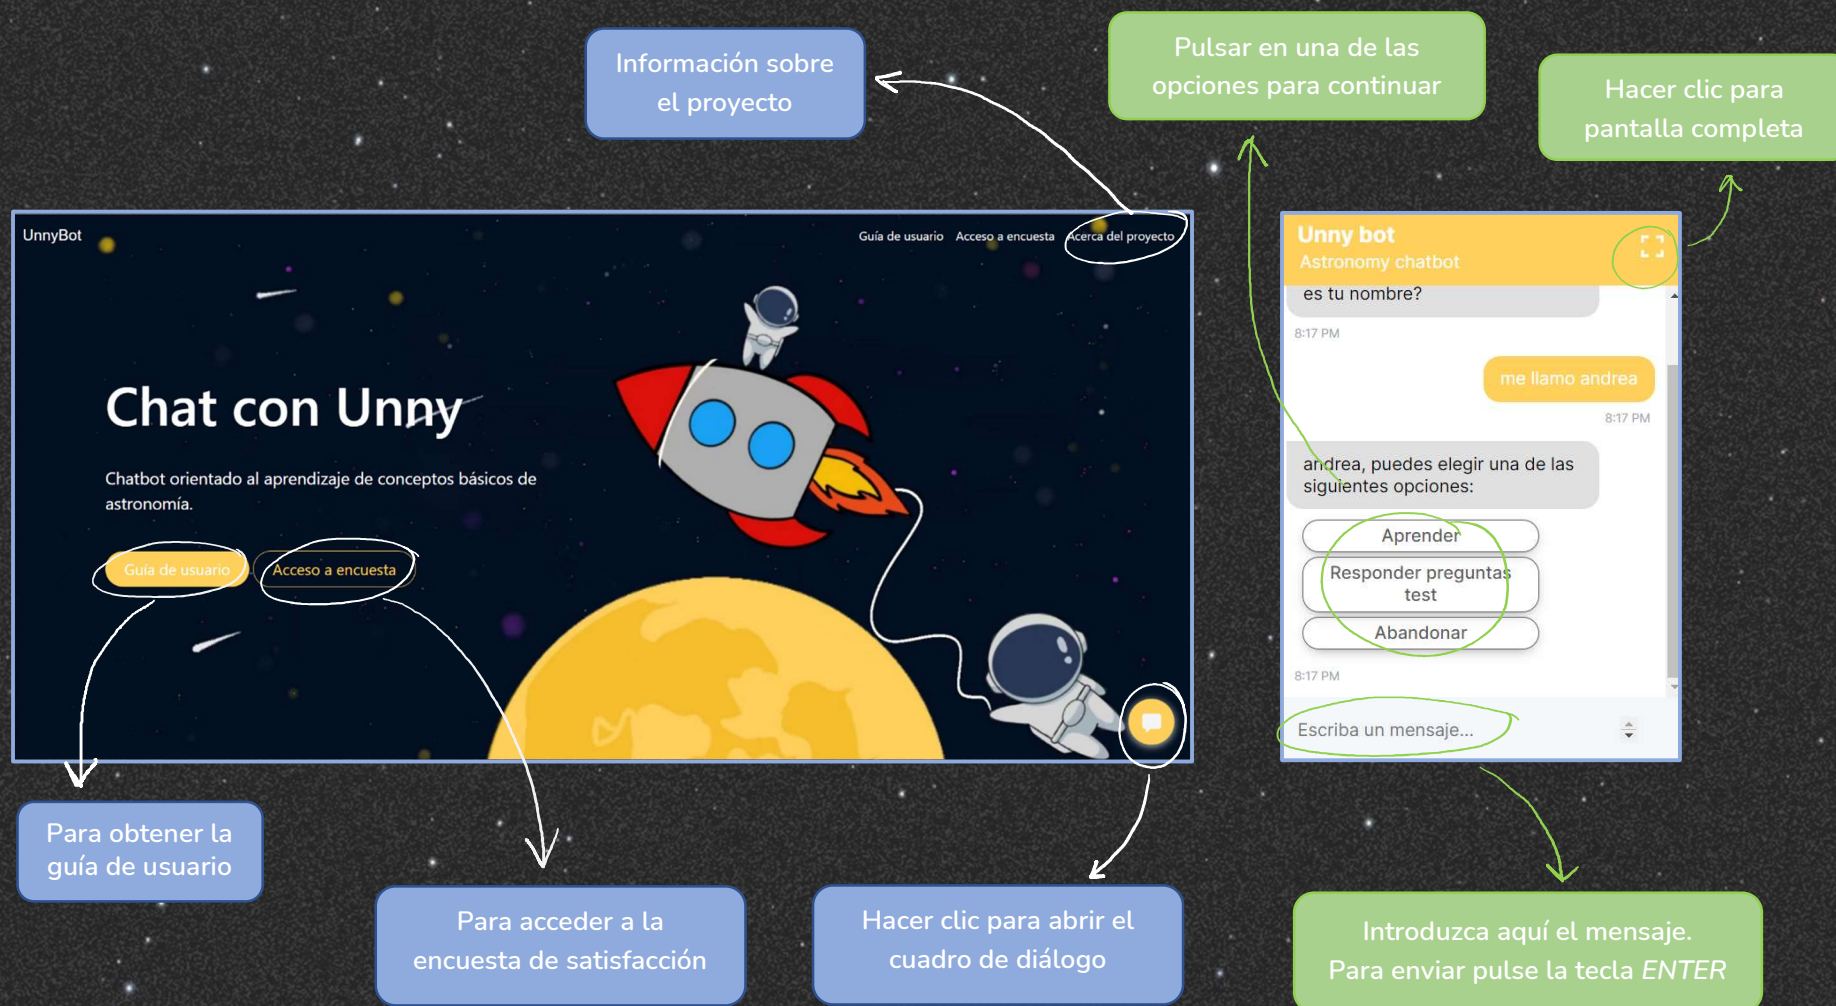 Información sobre
el proyecto
Pulsar en una de las
opciones para continuar
Hacer clic para
pantalla completa
UnnyBot
Guía de usuario Acceso a encuesta Acerca del proyecto
Chat con Unny
Chatbot orientado al aprendizaje de conceptos básicos de
astronomía.
Guía de usuario
Acceso a encuesta
Unny bot
Astronomy chatbot
es tu nombre?
8:17 PM
me llamo andrea
8:17 PM
andrea, puedes elegir una de las
siguientes opciones:
Aprender
Responder preguntas
test
Abandonar
8:17 PM
Escriba un mensaje...
Para obtener la
guía de usuario
Para acceder a la
encuesta de satisfacción
Hacer clic para abrir el
cuadro de diálogo
Introduzca aquí el mensaje.
Para enviar pulse la tecla ENTER